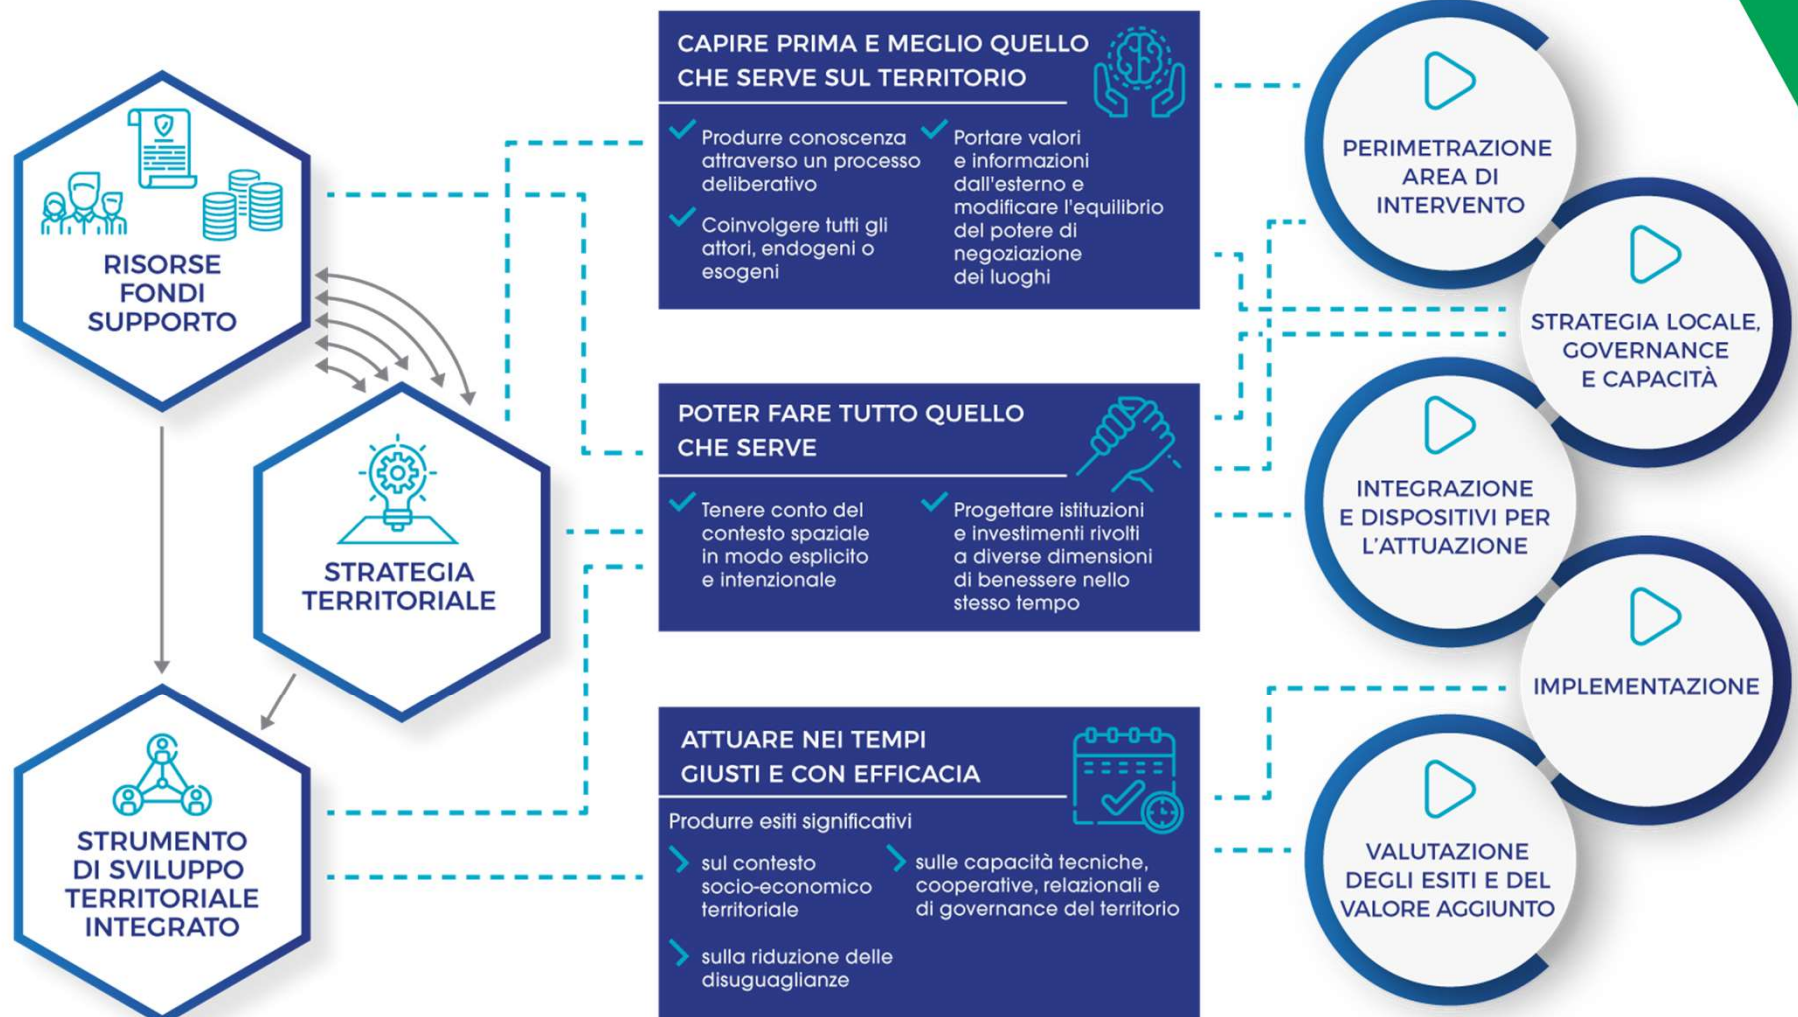 RISORSE
FONDI
SUPPORTO
STRATEGIA
TERRITORIALE
STRUMENTO
DI SVILUPPO
TERRITORIALE
INTEGRATO
CAPIRE PRIMA E MEGLIO QUELLO
CHE SERVE SUL TERRITORIO
Produrre conoscenza
attraverso un processo
deliberativo
Coinvolgere tutti gli
attori, endogeni o
esogeni
Portare valori
e informazioni
dall'esterno e
modificare l'equilibrio
del potere di
negoziazione
dei luoghi
POTER FARE TUTTO QUELLO
CHE SERVE
Tenere conto del
contesto spaziale
in modo esplicito
e intenzionale
Progettare istituzioni
e investimenti rivolti
a diverse dimensioni
di benessere nello
stesso tempo
ATTUARE NEI TEMPI
GIUSTI E CON EFFICACIA
Produrre esiti significativi
sul contesto
socio-economico
territoriale
sulla riduzione delle
disuguaglianze
sulle capacità tecniche,
cooperative, relazionali e
di governance del territorio
PERIMETRAZIONE
AREA DI
INTERVENTO
STRATEGIA LOCALE,
GOVERNANCE
E CAPACITÀ
INTEGRAZIONE
E DISPOSITIVI PER
L'ATTUAZIONE
IMPLEMENTAZIONE
VALUTAZIONE
DEGLI ESITI E DEL
VALORE AGGIUNTO